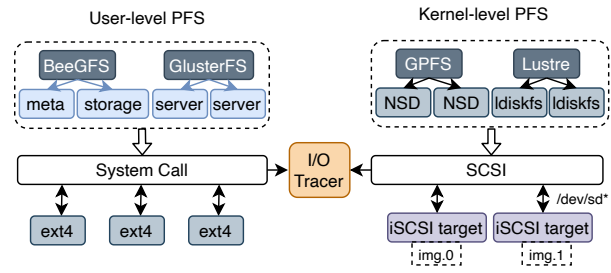 User-level PFS
Kernel-level PFS
BeeGFS
GlusterFS
GPFS
Lustre
meta
storage
server
server
NSD
NSD
ldiskfs
ldiskfs
System Call
I/O
Tracer
SCSI
/dev/sd*
ext4
ext4
ext4
iSCSI target
iSCSI target
img.0
img.1